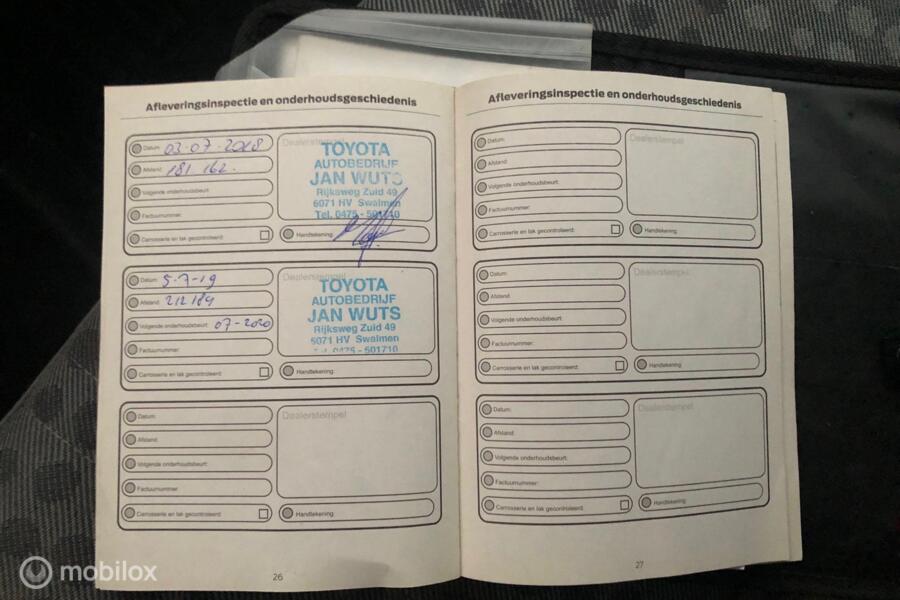 Afleveringsinspectie en onderhoudsgeschiedenis
Datum: 03-07-2018
Afstand: 181 162.
Volgende onderhoudsbeurt:
Factuurnummer:
Carrosserie en lak gecontroleerd:
Dealerstempel
TOYOTA
AUTOBEDRIJF
JAN WUTS
Rijksweg Zuid 49
6071 HV Swalmen
Tel. 0475 - 501710
Handtekening:
Datum: 5-7-19
Afstand: 212184
Volgende onderhoudsbeurt: 07-2020
Factuurnummer:
Carrosserie en lak gecontroleerd:
Dealerstempel
TOYOTA
AUTOBEDRIJF
JAN WUTS
Rijksweg Zuid 49
6071 HV Swalmen
0475 - 501710
Handtekening:
Datum:
Afstand:
Volgende onderhoudsbeurt:
Factuurnummer:
Carrosserie en lak gecontroleerd:
Dealerstempel
Handtekening:
26
Afleveringsinspectie en onderhoudsgeschiedenis
Datum:
Afstand:
Volgende onderhoudsbeurt:
Factuurnummer:
Carrosserie en lak gecontroleerd:
Dealerstempel
Handtekening:
Datum:
Afstand:
Volgende onderhoudsbeurt:
Factuurnummer:
Carrosserie en lak gecontroleerd:
Dealerstempel
Handtekening:
Datum:
Afstand:
Volgende onderhoudsbeurt:
Factuurnummer:
Carrosserie en lak gecontroleerd:
Dealerstempel
Handtekening:
27
mobilox